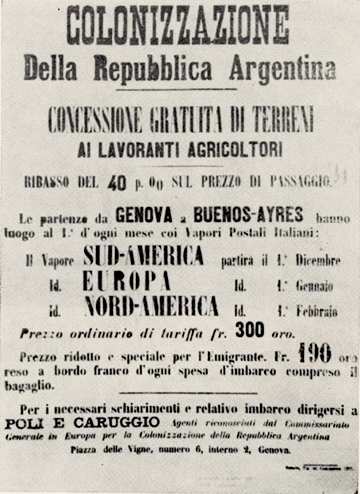 COLONIZZAZIONE
Della Repubblica Argentina
CONCESSIONE GRATUITA DI TERRENI
AI LAVORANTI AGRICOLTORI
RIBASSO DEL 40 p. 00 SUL PREZZO DI PASSAGGIO.
Le partenze da GENOVA a BUENOS-AYRES hanno
luogo al 1.° d'ogni mese coi Vapori Postali Italiani:
Il Vapore SUD-AMERICA partirà il 1.° Dicembre
id. EUROPA Id. 1.° Gennaio
id. NORD-AMERICA Id. 1.° Febbraio
Prezzo ordinario di tariffa fr. 300 oro.
Prezzo ridotto e speciale per l'Emigrante. Fr. 190 oro
reso a bordo franco d'ogni spesa d'imbarco compreso il
bagaglio.
Per i necessari schiarimenti e relativo imbarco dirigersi a
POLI E CARUGGIO Agenti riconosciuti dal Commissariato
Generale in Europa per la Colonizzazione della Repubblica Argentina
Piazza delle Vigne, numero 6, interno 2, Genova.